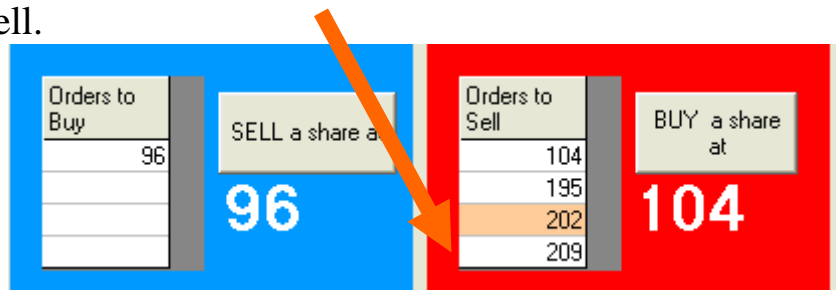 ell.
Orders to
Buy
96
SELL a share a
96
Orders to
Sell
104
195
202
209
BUY a share
at
104